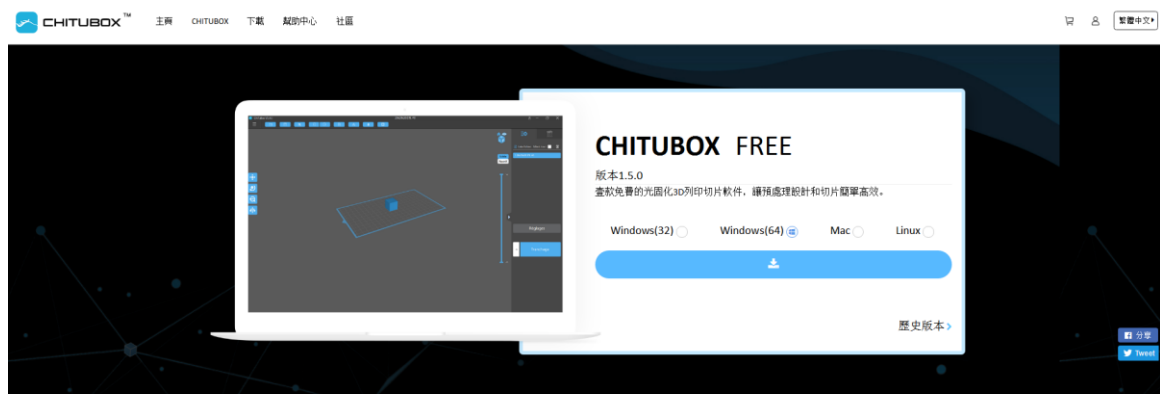 CHITUBOX™
主頁 CHITUBOX 下載 幫助中心 社區
繁體中文
CHITUBOX FREE
版本1.5.0
壹款免費的光固化3D列印切片軟件，讓預處理設計和切片簡單高效。
Windows(32) Windows(64) Mac Linux
歷史版本
分享
Tweet